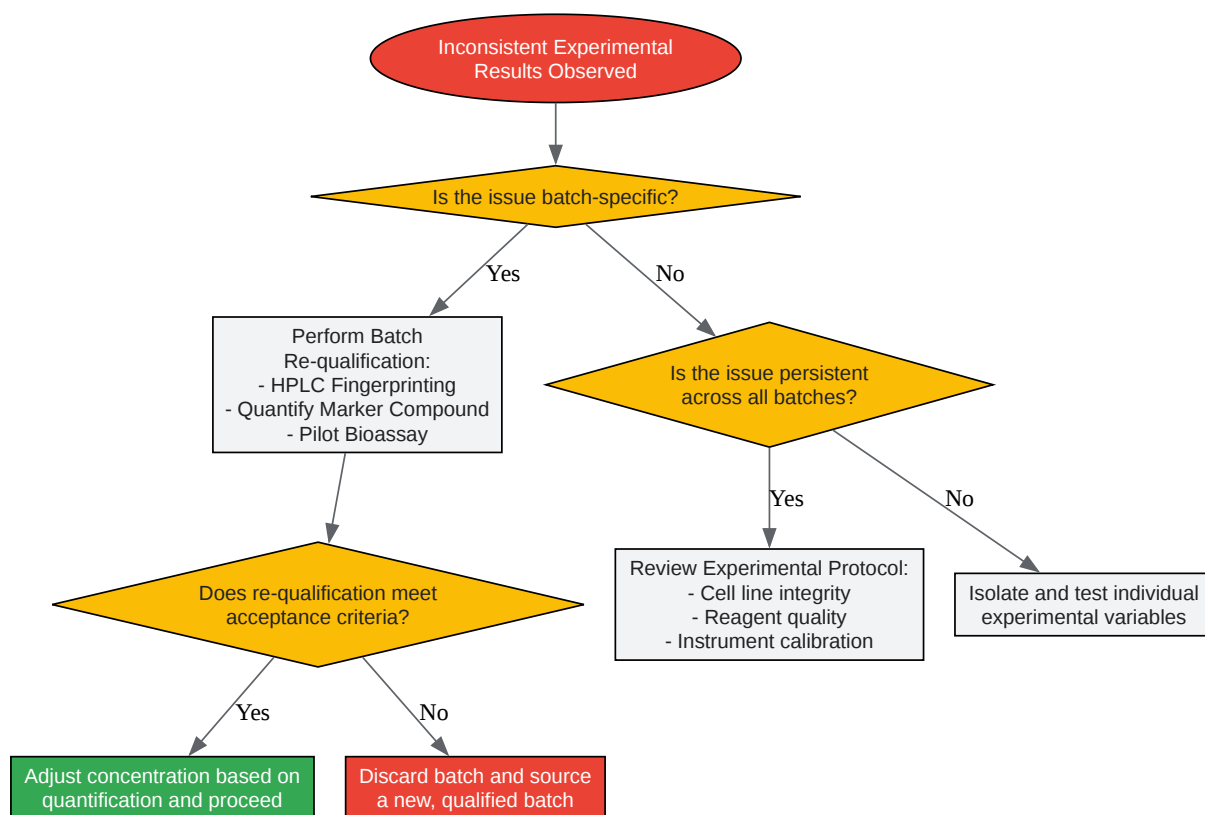 Inconsistent Experimental
Results Observed
Is the issue batch-specific?
Yes
No
Perform Batch
Re-qualification:
- HPLC Fingerprinting
- Quantify Marker Compound
- Pilot Bioassay
Is the issue persistent
across all batches?
Yes
No
Does re-qualification meet
acceptance criteria?
Review Experimental Protocol:
- Cell line integrity
- Reagent quality
- Instrument calibration
Isolate and test individual
experimental variables
Yes
No
Adjust concentration based on
quantification and proceed
Discard batch and source
a new, qualified batch